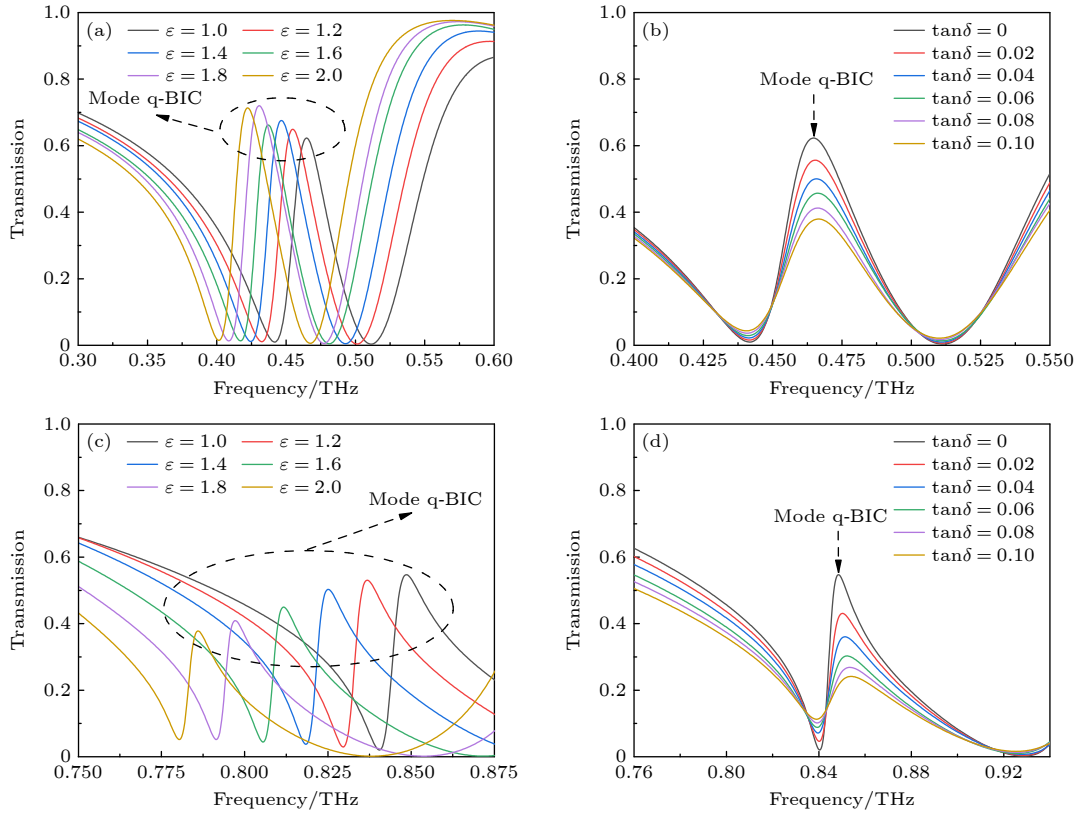 (a)
ε = 1.0
ε = 1.2
ε = 1.4
ε = 1.6
ε = 1.8
ε = 2.0
Mode q-BIC
Transmission
1.0
0.8
0.6
0.4
0.2
0
0.30 0.35 0.40 0.45 0.50 0.55 0.60
Frequency/THz
(b)
tanδ = 0
tanδ = 0.02
tanδ = 0.04
tanδ = 0.06
tanδ = 0.08
tanδ = 0.10
Mode q-BIC
Transmission
1.0
0.8
0.6
0.4
0.2
0
0.400 0.425 0.450 0.475 0.500 0.525 0.550
Frequency/THz
(c)
ε = 1.0
ε = 1.2
ε = 1.4
ε = 1.6
ε = 1.8
ε = 2.0
Mode q-BIC
Transmission
1.0
0.8
0.6
0.4
0.2
0
0.750 0.775 0.800 0.825 0.850 0.875
Frequency/THz
(d)
tanδ = 0
tanδ = 0.02
tanδ = 0.04
tanδ = 0.06
tanδ = 0.08
tanδ = 0.10
Mode q-BIC
Transmission
1.0
0.8
0.6
0.4
0.2
0
0.76 0.80 0.84 0.88 0.92
Frequency/THz